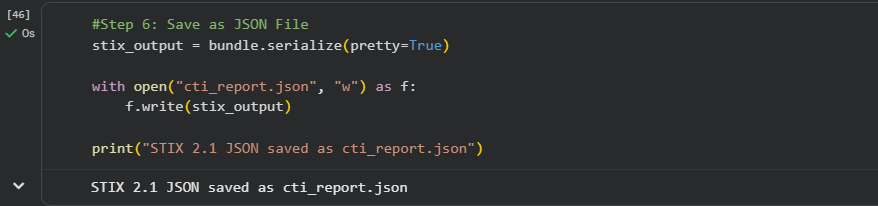 [46]
0s
#Step 6: Save as JSON File
stix_output = bundle.serialize(pretty=True)
with open("cti_report.json", "w") as f:
    f.write(stix_output)
print("STIX 2.1 JSON saved as cti_report.json")
STIX 2.1 JSON saved as cti_report.json